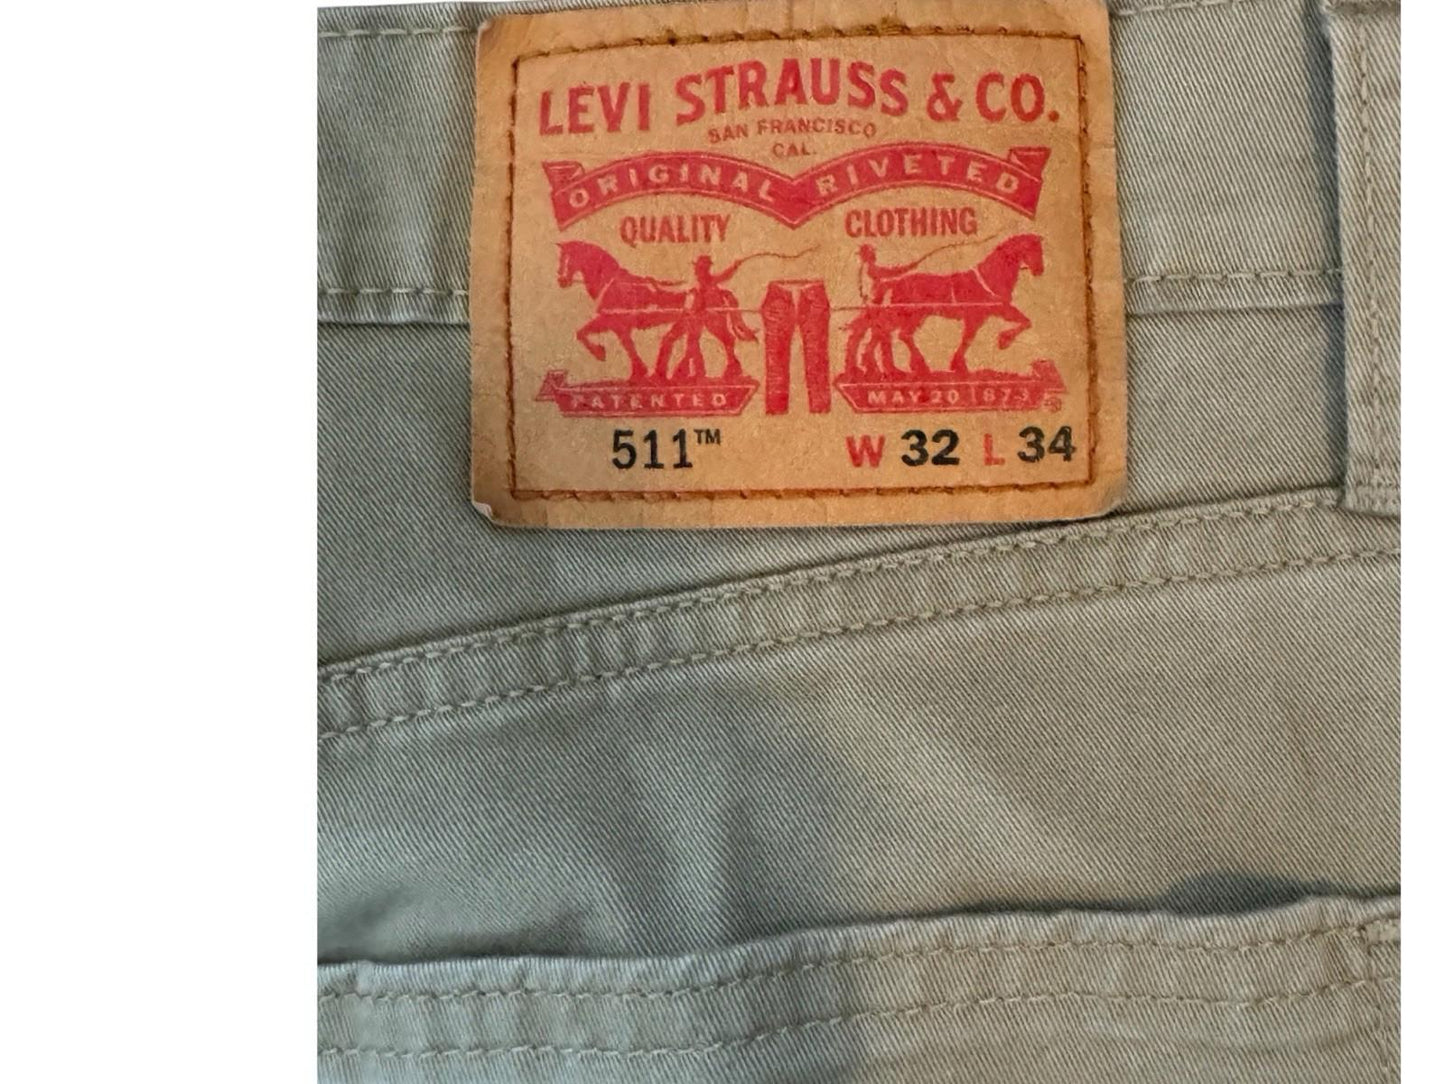 LEVI STRAUSS & CO.
SAN FRANCISCO
CAL.
ORIGINAL RIVETED
QUALITY CLOTHING
PATENTED MAY 20 1873
511™ W 32 L 34